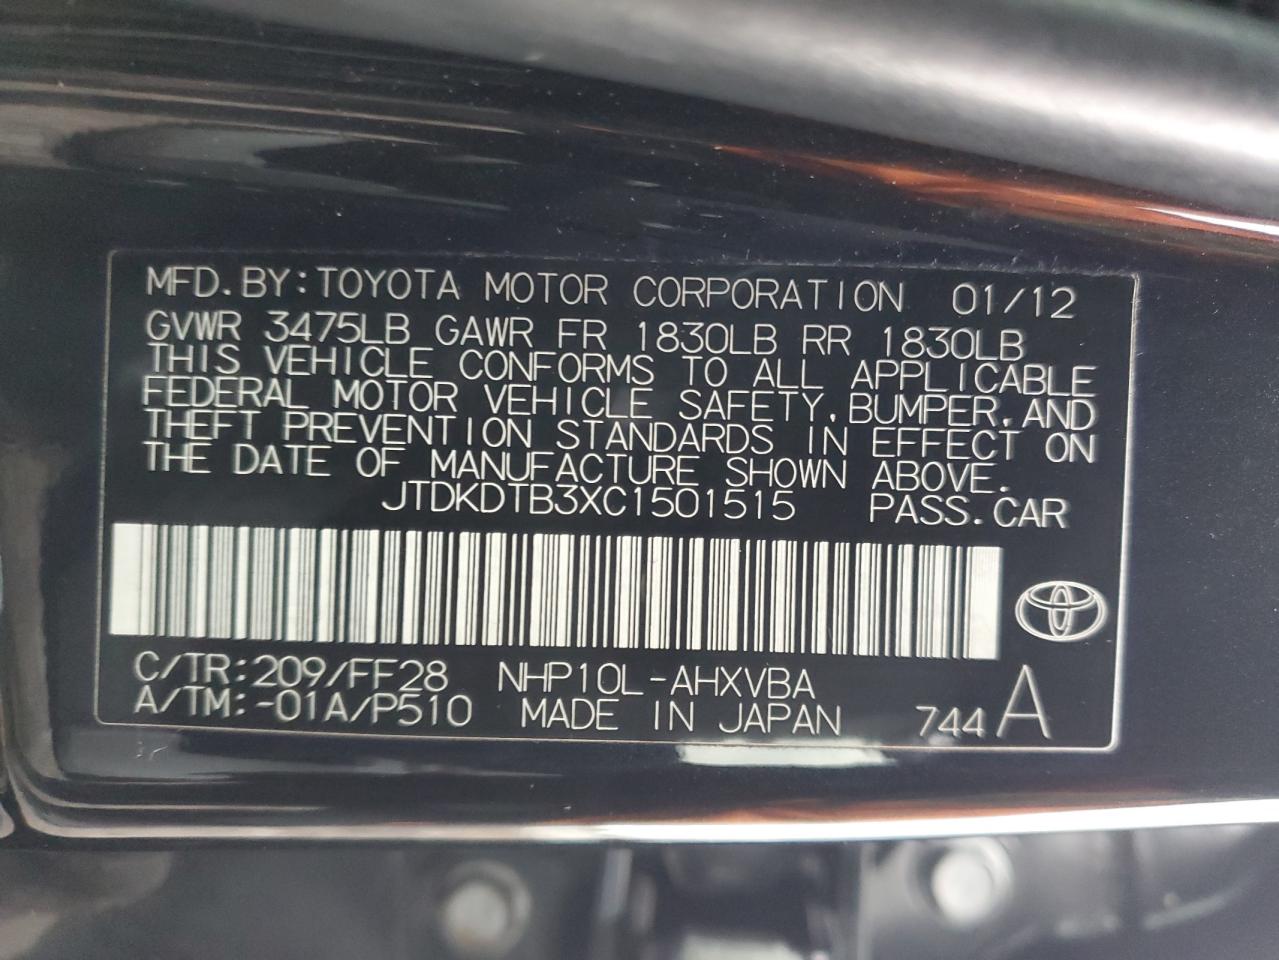 MFD.BY:TOYOTA MOTOR CORPORATION 01/12
GVWR 3475LB GAWR FR 1830LB RR 1830LB
THIS VEHICLE CONFORMS TO ALL APPLICABLE
FEDERAL MOTOR VEHICLE SAFETY,BUMPER,AND
THEFT PREVENTION STANDARDS IN EFFECT ON
THE DATE OF MANUFACTURE SHOWN ABOVE.
JTDKDTB3XC1501515 PASS.CAR
C/TR:209/FF28 NHP10L-AHXVBA
A/TM:-01A/P510 MADE IN JAPAN 744 A